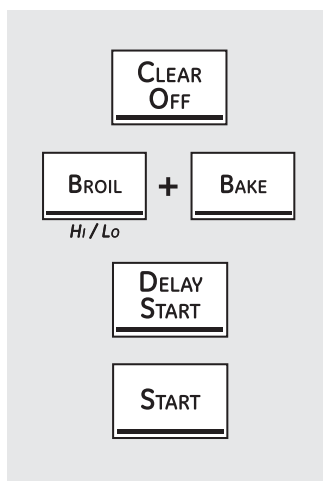 CLEAR
OFF
BROIL + BAKE
HI / LO
DELAY
START
START